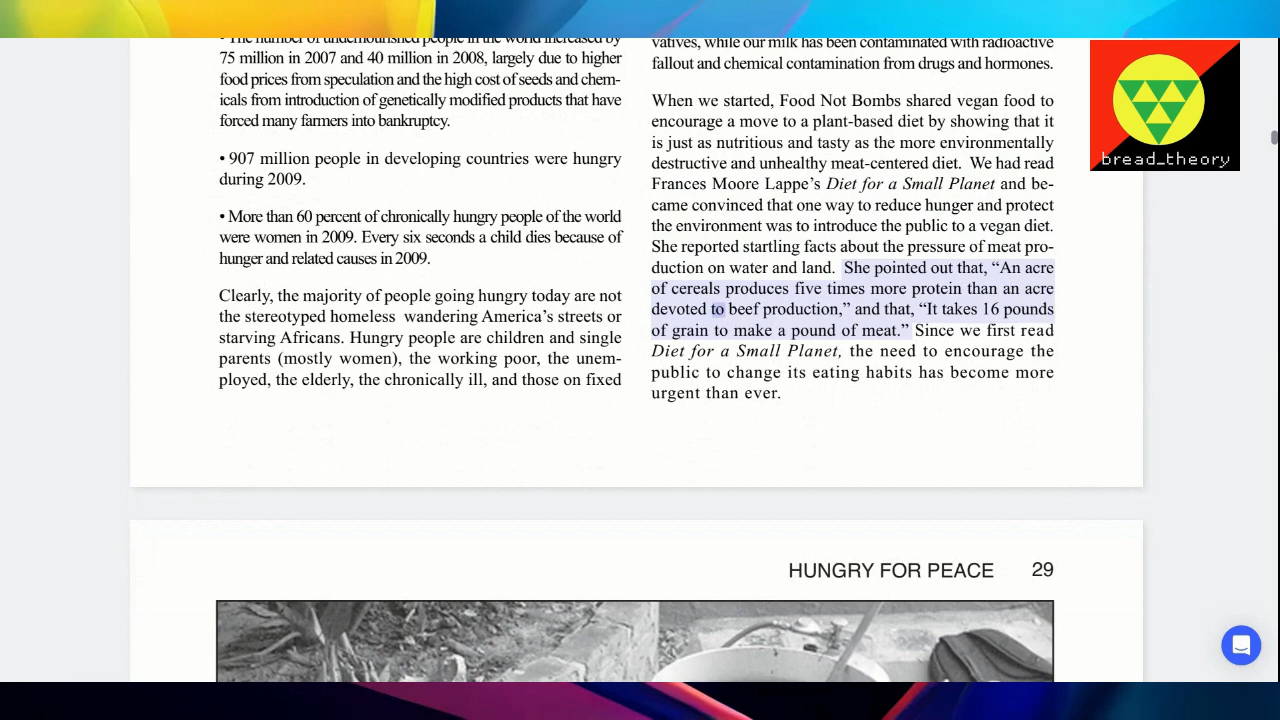 • The number of undernourished people in the world increased by
75 million in 2007 and 40 million in 2008, largely due to higher
food prices from speculation and the high cost of seeds and chem-
icals from introduction of genetically modified products that have
forced many farmers into bankruptcy.
• 907 million people in developing countries were hungry
during 2009.
• More than 60 percent of chronically hungry people of the world
were women in 2009. Every six seconds a child dies because of
hunger and related causes in 2009.
Clearly, the majority of people going hungry today are not
the stereotyped homeless wandering America's streets or
starving Africans. Hungry people are children and single
parents (mostly women), the working poor, the unem-
ployed, the elderly, the chronically ill, and those on fixed
vatives, while our milk has been contaminated with radioactive
fallout and chemical contamination from drugs and hormones.
When we started, Food Not Bombs shared vegan food to
encourage a move to a plant-based diet by showing that it
is just as nutritious and tasty as the more environmentally
destructive and unhealthy meat-centered diet. We had read
Frances Moore Lappe's Diet for a Small Planet and be-
came convinced that one way to reduce hunger and protect
the environment was to introduce the public to a vegan diet.
She reported startling facts about the pressure of meat pro-
duction on water and land. She pointed out that, “An acre
of cereals produces five times more protein than an acre
devoted to beef production,” and that, “It takes 16 pounds
of grain to make a pound of meat.” Since we first read
Diet for a Small Planet, the need to encourage the
public to change its eating habits has become more
urgent than ever.
bread_theory
HUNGRY FOR PEACE 29